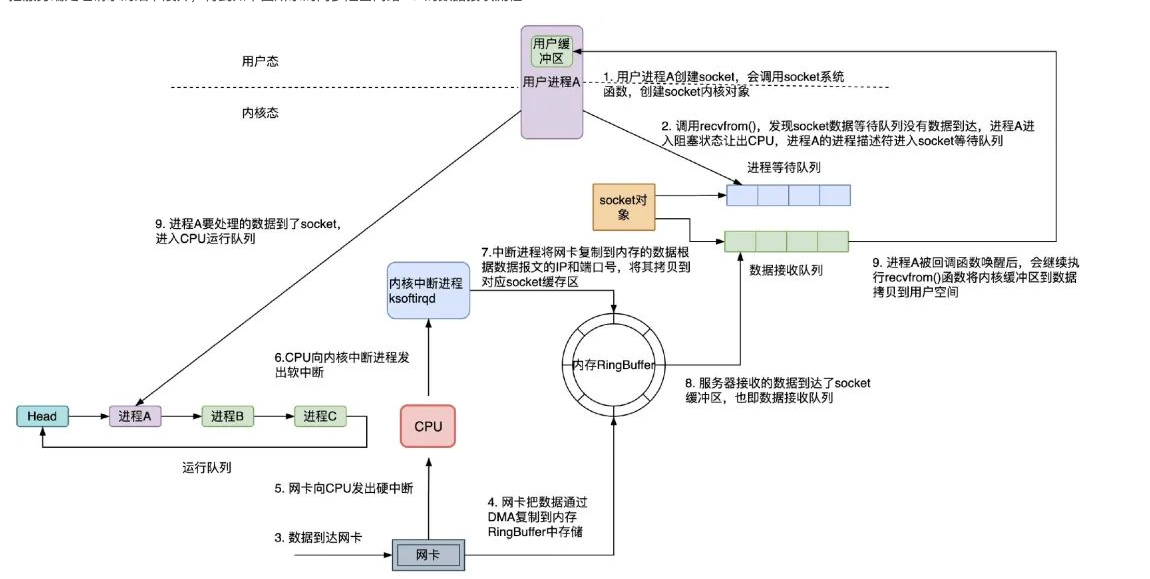 用户缓
冲区
用户态
用户进程A
1. 用户进程A创建socket，会调用socket系统
函数，创建socket内核对象
内核态
2. 调用recvfrom()，发现socket数据等待队列没有数据到达，进程A进
入阻塞状态让出CPU，进程A的进程描述符进入socket等待队列
进程等待队列
socket对
象
9. 进程A要处理的数据到了socket，
进入CPU运行队列
7.中断进程将网卡复制到内存的数据根
据数据报文的IP和端口号，将其拷贝到
对应socket缓存区
数据接收队列
9. 进程A被回调函数唤醒后，会继续执
行recvfrom()函数将内核缓冲区到数据
拷贝到用户空间
内核中断进程
ksoftirqd
6.CPU向内核中断进程发
出软中断
内存RingBuffer
8. 服务器接收的数据到达了socket
缓冲区，也即数据接收队列
Head
进程A
进程B
进程C
CPU
运行队列
5. 网卡向CPU发出硬中断
4. 网卡把数据通过
DMA复制到内存
RingBuffer中存储
3. 数据到达网卡
网卡